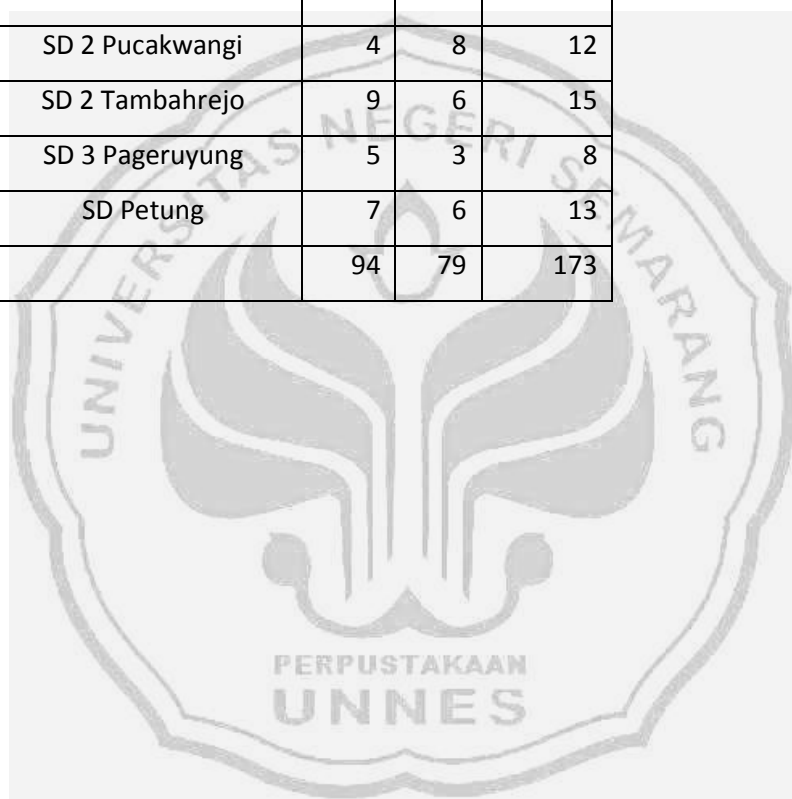 SD 2 Pucakwangi 4 8 12
SD 2 Tambahrejo 9 6 15
SD 3 Pageruyung 5 3 8
SD Petung 7 6 13
94 79 173
UNIVERSITAS NEGERI SEMARANG
PERPUSTAKAAN
UNNES